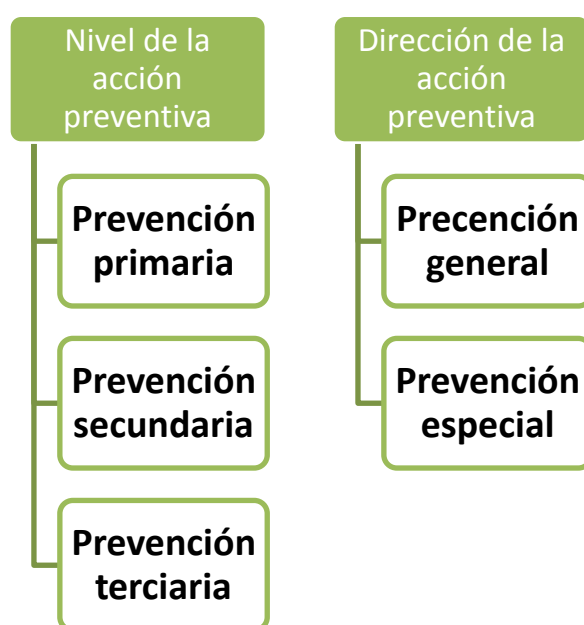 Nivel de la
acción
preventiva
Prevención
primaria
Prevención
secundaria
Prevención
terciaria
Dirección de la
acción
preventiva
Precención
general
Prevención
especial